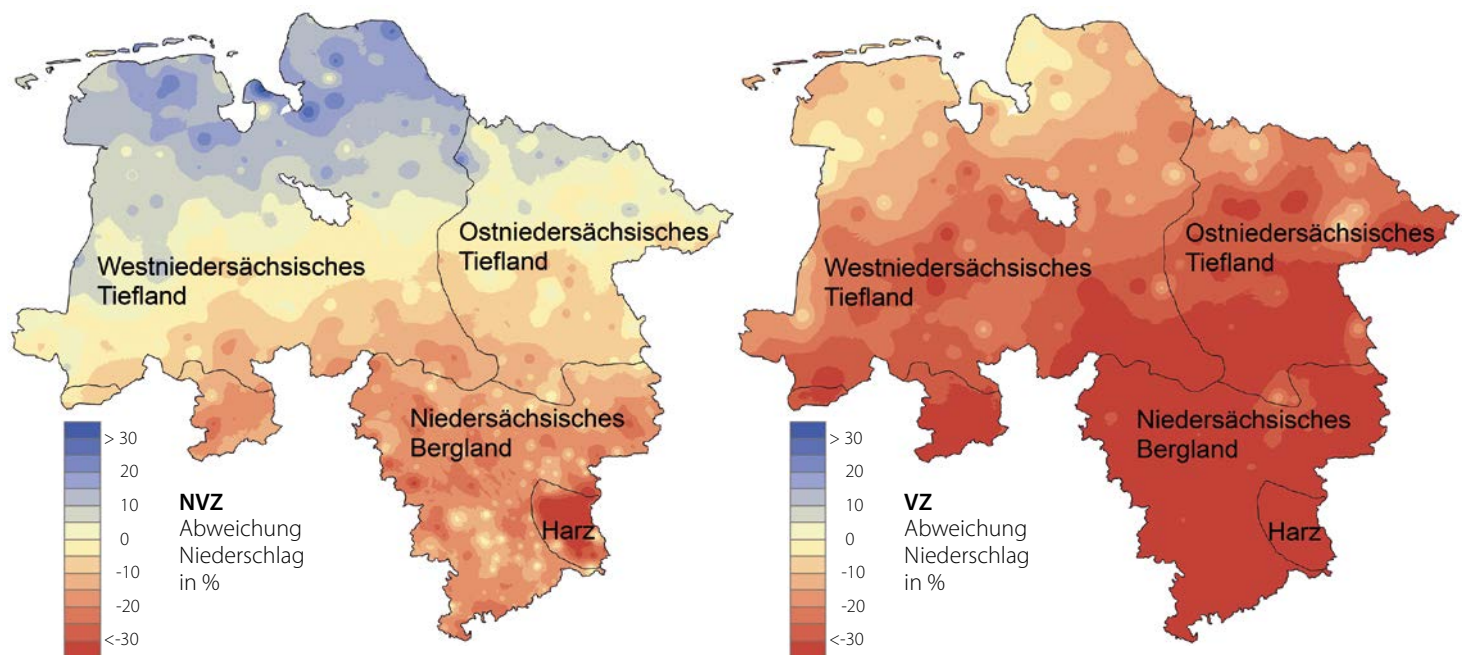 Westniedersächsisches
Tiefland
Ostniedersächsisches
Tiefland
Niedersächsisches
Bergland
Harz
> 30
20
10
0
-10
-20
<-30
NVZ
Abweichung
Niederschlag
in %
Westniedersächsisches
Tiefland
Ostniedersächsisches
Tiefland
Niedersächsisches
Bergland
Harz
> 30
20
10
0
-10
-20
<-30
VZ
Abweichung
Niederschlag
in %